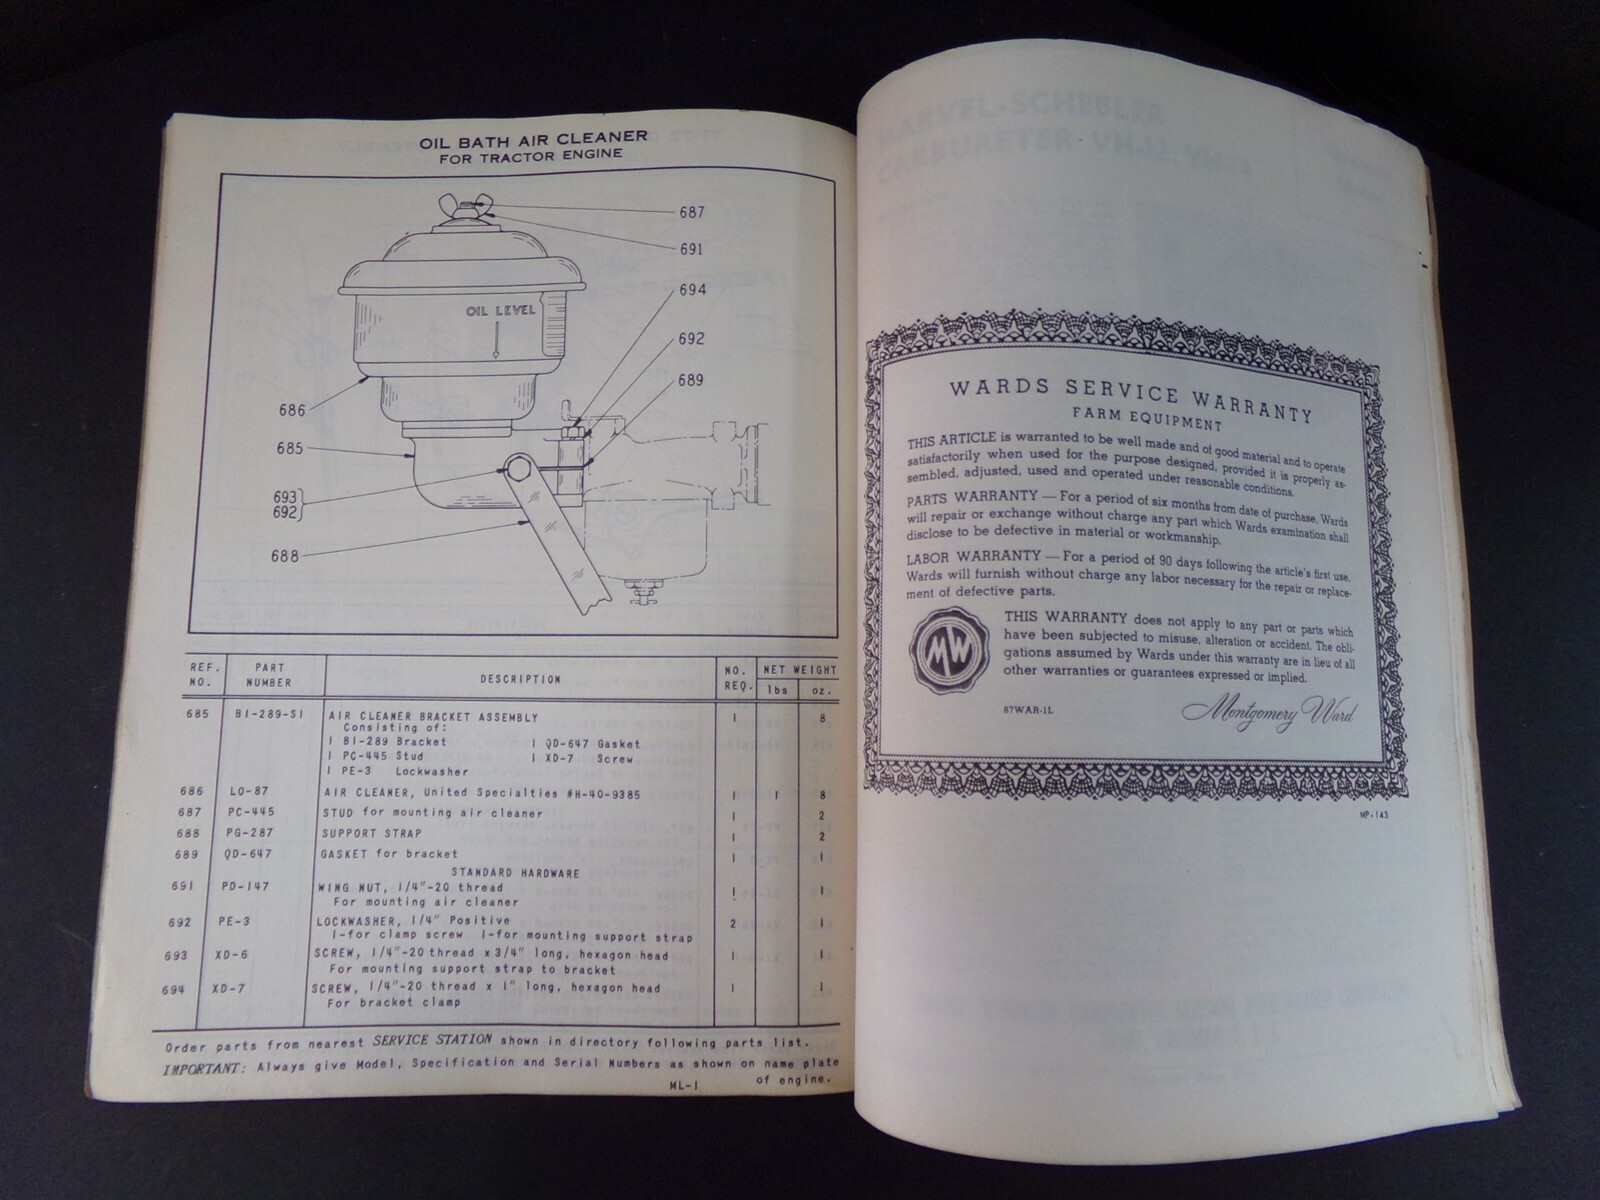 OIL BATH AIR CLEANER
FOR TRACTOR ENGINE
687
691
694
OIL LEVEL
692
689
686
685
693
692
688
REF. NO. PART NUMBER DESCRIPTION NO. REQ. NET WEIGHT lbs oz.
685 BI-289-SI AIR CLEANER BRACKET ASSEMBLY 1 8
Consisting of:
1 BI-289 Bracket 1 QD-647 Gasket
1 PC-445 Stud 1 XD-7 Screw
1 PE-3 Lockwasher
686 LO-87 AIR CLEANER, United Specialties #H-40-9385 1 1 8
687 PC-445 STUD for mounting air cleaner 1 2
688 PG-287 SUPPORT STRAP 1 2
689 QD-647 GASKET for bracket 1 1
STANDARD HARDWARE
691 PD-147 WING NUT, 1/4"-20 thread 1 1
For mounting air cleaner
692 PE-3 LOCKWASHER, 1/4" Positive 2 1
1-for clamp screw 1-for mounting support strap
693 XD-6 SCREW, 1/4"-20 thread x 3/4" long, hexagon head 1 1
For mounting support strap to bracket
694 XD-7 SCREW, 1/4"-20 thread x 1" long, hexagon head 1 1
For bracket clamp
Order parts from nearest SERVICE STATION shown in directory following parts list.
IMPORTANT: Always give Model, Specification and Serial Numbers as shown on name plate
of engine.
ML-1
MARVEL-SCHEBLER
CARBURETER VH-12-VH-14
WARDS SERVICE WARRANTY
FARM EQUIPMENT
THIS ARTICLE is warranted to be well made and of good material and to operate
satisfactorily when used for the purpose designed, provided it is properly as-
sembled, adjusted, used and operated under reasonable conditions.
PARTS WARRANTY — For a period of six months from date of purchase, Wards
will repair or exchange without charge any part which Wards examination shall
disclose to be defective in material or workmanship.
LABOR WARRANTY — For a period of 90 days following the article's first use,
Wards will furnish without charge any labor necessary for the repair or replace-
ment of defective parts.
MW
THIS WARRANTY does not apply to any part or parts which
have been subjected to misuse, alteration or accident. The obli-
gations assumed by Wards under this warranty are in lieu of all
other warranties or guarantees expressed or implied.
87WAR-1L
Montgomery Ward
MP-143